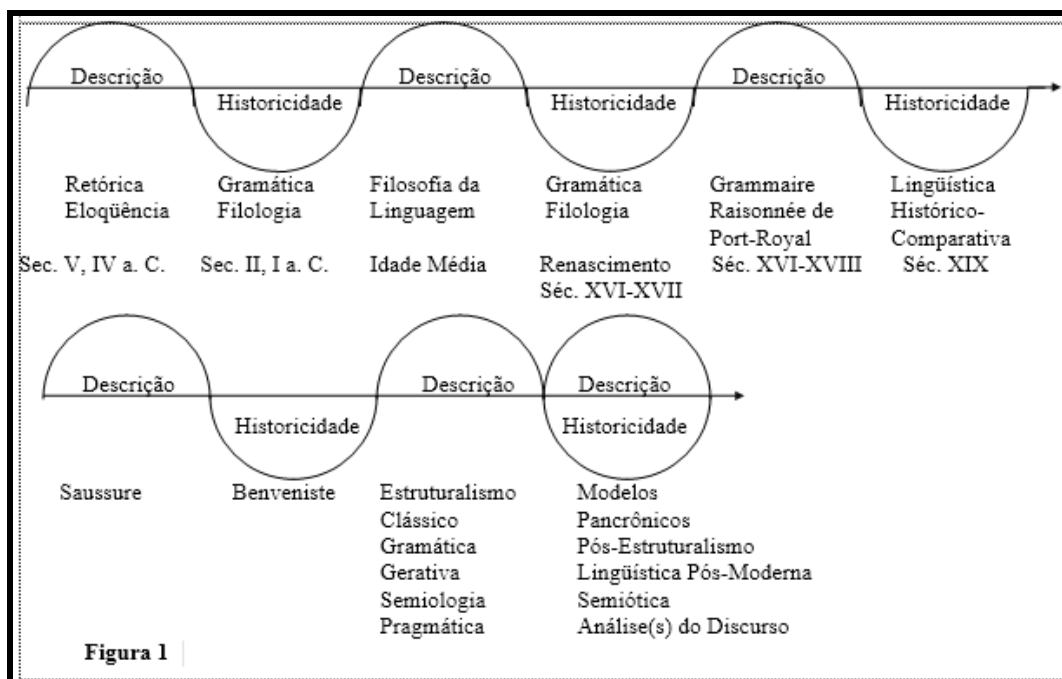 Descrição
Historicidade
Descrição
Historicidade
Descrição
Historicidade
Retórica
Eloqüência
Sec. V, IV a. C.
Gramática
Filologia
Sec. II, I a. C.
Filosofia da
Linguagem
Idade Média
Gramática
Filologia
Renascimento
Séc. XVI-XVII
Grammaire
Raisonnée de
Port-Royal
Séc. XVI-XVIII
Lingüística
Histórico-
Comparativa
Séc. XIX
Descrição
Historicidade
Descrição
Descrição
Historicidade
Saussure
Benveniste
Estruturalismo
Clássico
Gramática
Gerativa
Semiologia
Pragmática
Modelos
Pancrônicos
Pós-Estruturalismo
Lingüística Pós-Moderna
Semiótica
Análise(s) do Discurso
Figura 1